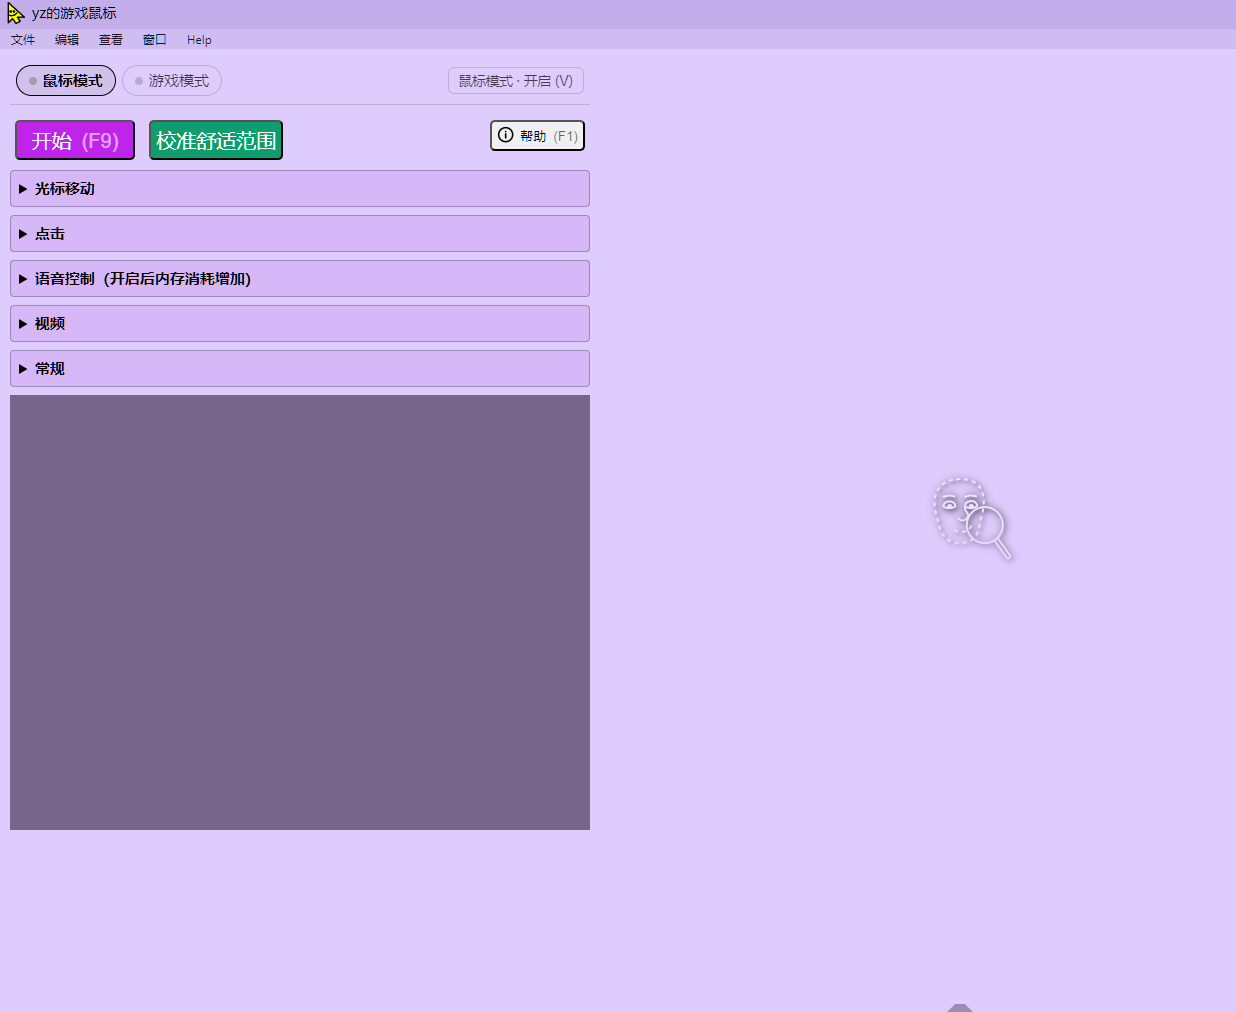 yz的游戏鼠标
文件 编辑 查看 窗口 Help
鼠标模式 游戏模式 鼠标模式 · 开启 (V)
开始 (F9) 校准舒适范围 帮助 (F1)
光标移动
点击
语音控制（开启后内存消耗增加）
视频
常规